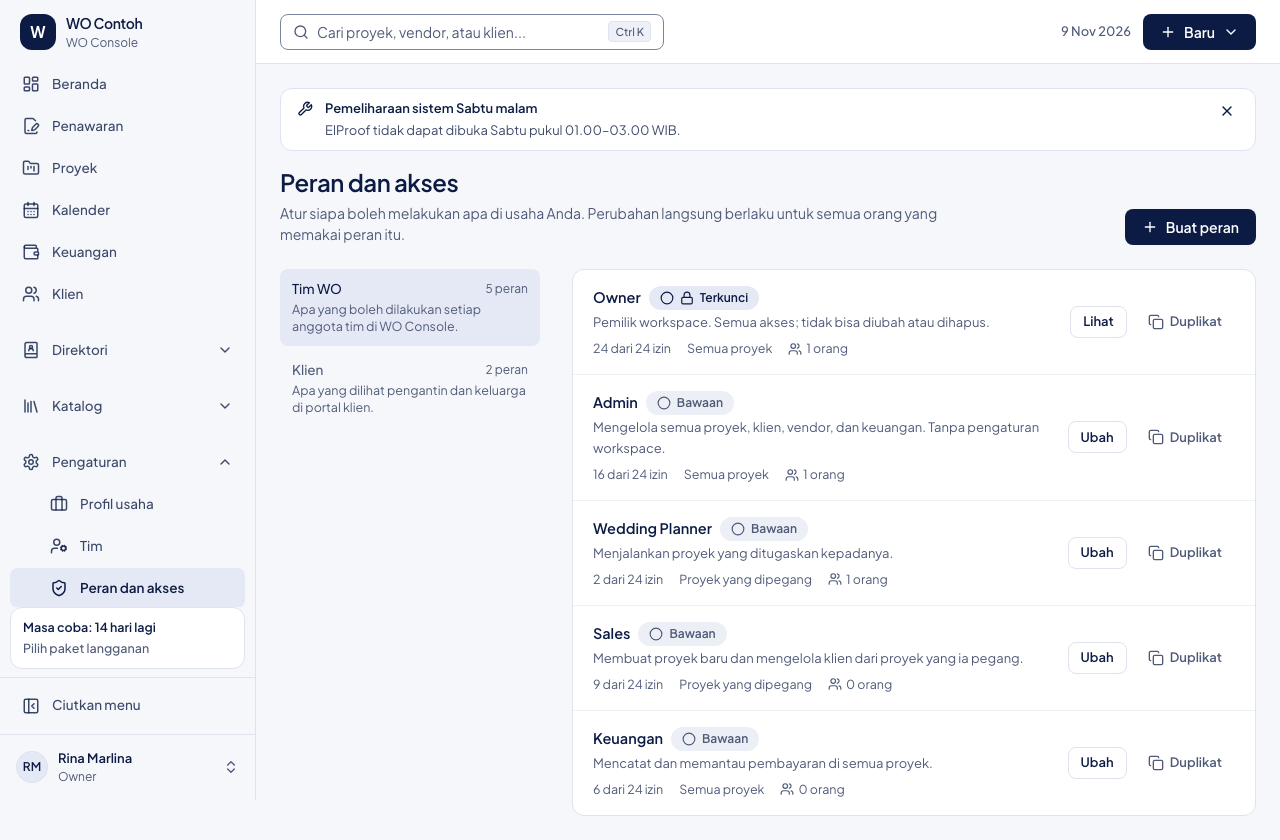 W
WO Contoh
WO Console
Beranda
Penawaran
Proyek
Kalender
Keuangan
Klien
Direktori
Katalog
Pengaturan
Profil usaha
Tim
Peran dan akses
Masa coba: 14 hari lagi
Pilih paket langganan
Ciutkan menu
RM
Rina Marlina
Owner
Cari proyek, vendor, atau klien...
Ctrl K
9 Nov 2026
Baru
Pemeliharaan sistem Sabtu malam
ElProof tidak dapat dibuka Sabtu pukul 01.00–03.00 WIB.
Peran dan akses
Atur siapa boleh melakukan apa di usaha Anda. Perubahan langsung berlaku untuk semua orang yang
memakai peran itu.
Buat peran
Tim WO
5 peran
Apa yang boleh dilakukan setiap
anggota tim di WO Console.
Klien
2 peran
Apa yang dilihat pengantin dan keluarga
di portal klien.
Owner
Terkunci
Pemilik workspace. Semua akses; tidak bisa diubah atau dihapus.
24 dari 24 izin
Semua proyek
1 orang
Lihat
Duplikat
Admin
Bawaan
Mengelola semua proyek, klien, vendor, dan keuangan. Tanpa pengaturan
workspace.
16 dari 24 izin
Semua proyek
1 orang
Ubah
Duplikat
Wedding Planner
Bawaan
Menjalankan proyek yang ditugaskan kepadanya.
2 dari 24 izin
Proyek yang dipegang
1 orang
Ubah
Duplikat
Sales
Bawaan
Membuat proyek baru dan mengelola klien dari proyek yang ia pegang.
9 dari 24 izin
Proyek yang dipegang
0 orang
Ubah
Duplikat
Keuangan
Bawaan
Mencatat dan memantau pembayaran di semua proyek.
6 dari 24 izin
Semua proyek
0 orang
Ubah
Duplikat